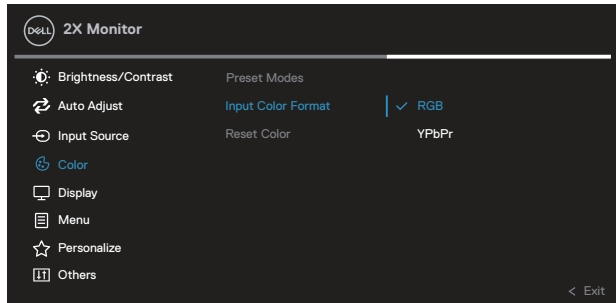 DELL 2X Monitor
Brightness/Contrast Preset Modes
Auto Adjust Input Color Format ✓ RGB
Input Source Reset Color YPbPr
Color
Display
Menu
Personalize
Others
< Exit